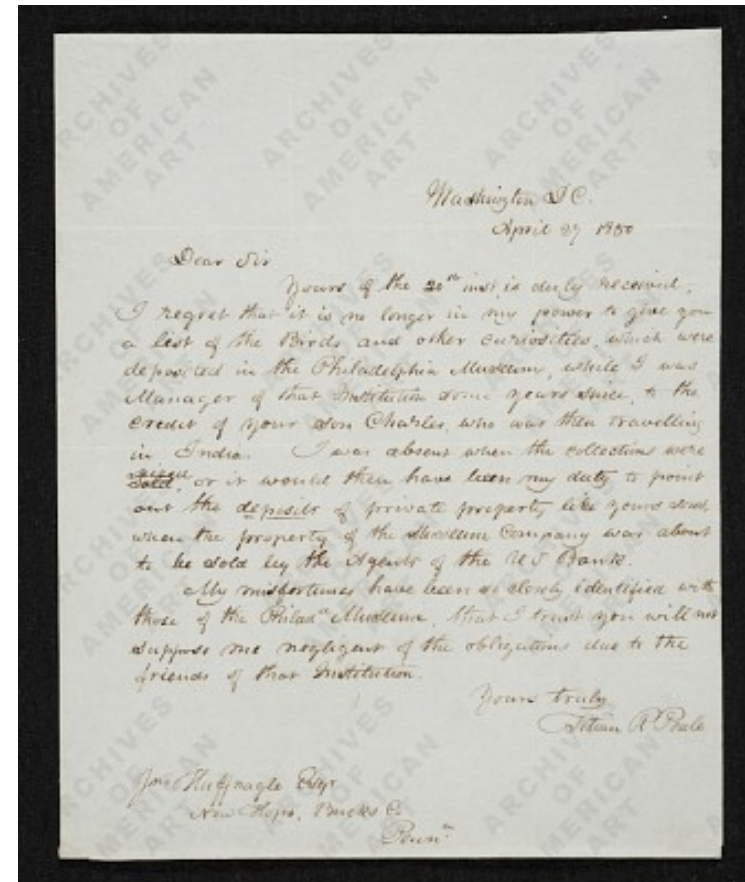 Washington D C.
April 27 1850
Dear Sir
Yours of the 20th inst. is duly received.
I regret that it is no longer in my power to give you
a list of the Birds and other curiosities, which were
deposited in the Philadelphia Museum, while I was
Manager of that Institution some years since, to the
credit of your son Charles, who was then travelling
in India. I was absent when the collections were
sold, or it would then have been my duty to point
out the deposits of private property like yours
when the property of the Museum Company was about
to be sold by the Agents of the U S Bank.
My misfortunes have been so closely identified with
those of the Philada Museum, that I trust you will not
suppose me negligent of the obligations due to the
friends of that Institution.
Yours truly
Titian R Peale
Huffnagle Esqr
New Hope, Bucks Co
Penna
ARCHIVES
OF
AMERICAN
ART